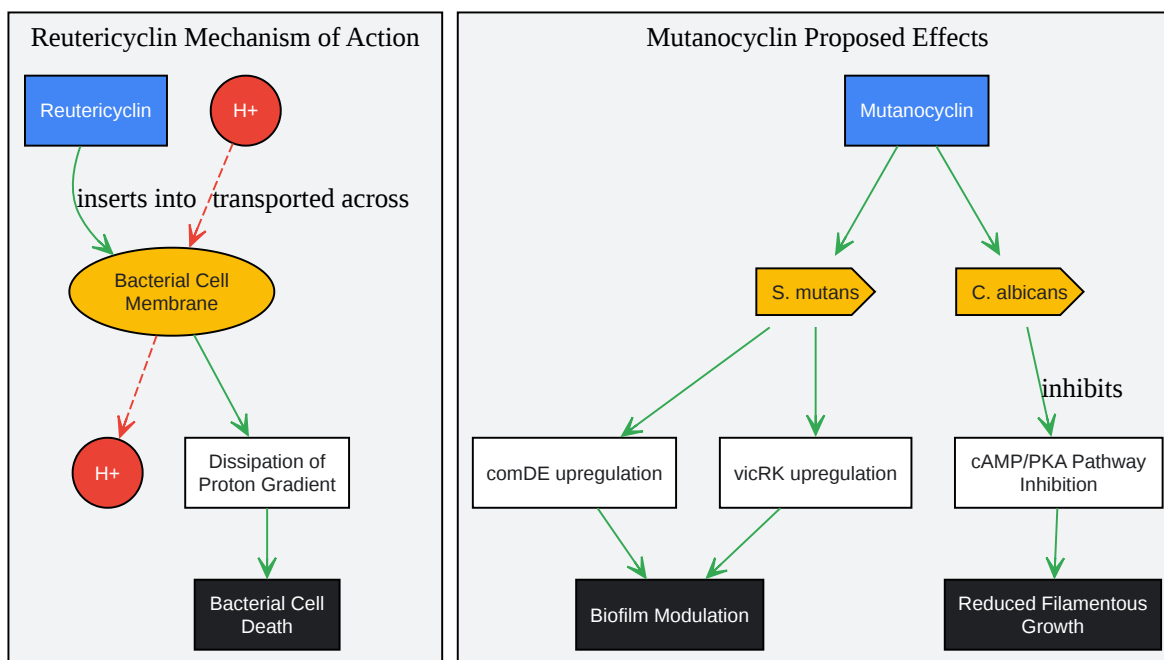 Reutericyclin Mechanism of Action
Reutericyclin
H+
inserts into
transported across
Bacterial Cell
Membrane
H+
Dissipation of
Proton Gradient
Bacterial Cell
Death
Mutanocyclin Proposed Effects
Mutanocyclin
S. mutans
C. albicans
inhibits
comDE upregulation
vicRK upregulation
cAMP/PKA Pathway
Inhibition
Biofilm Modulation
Reduced Filamentous
Growth